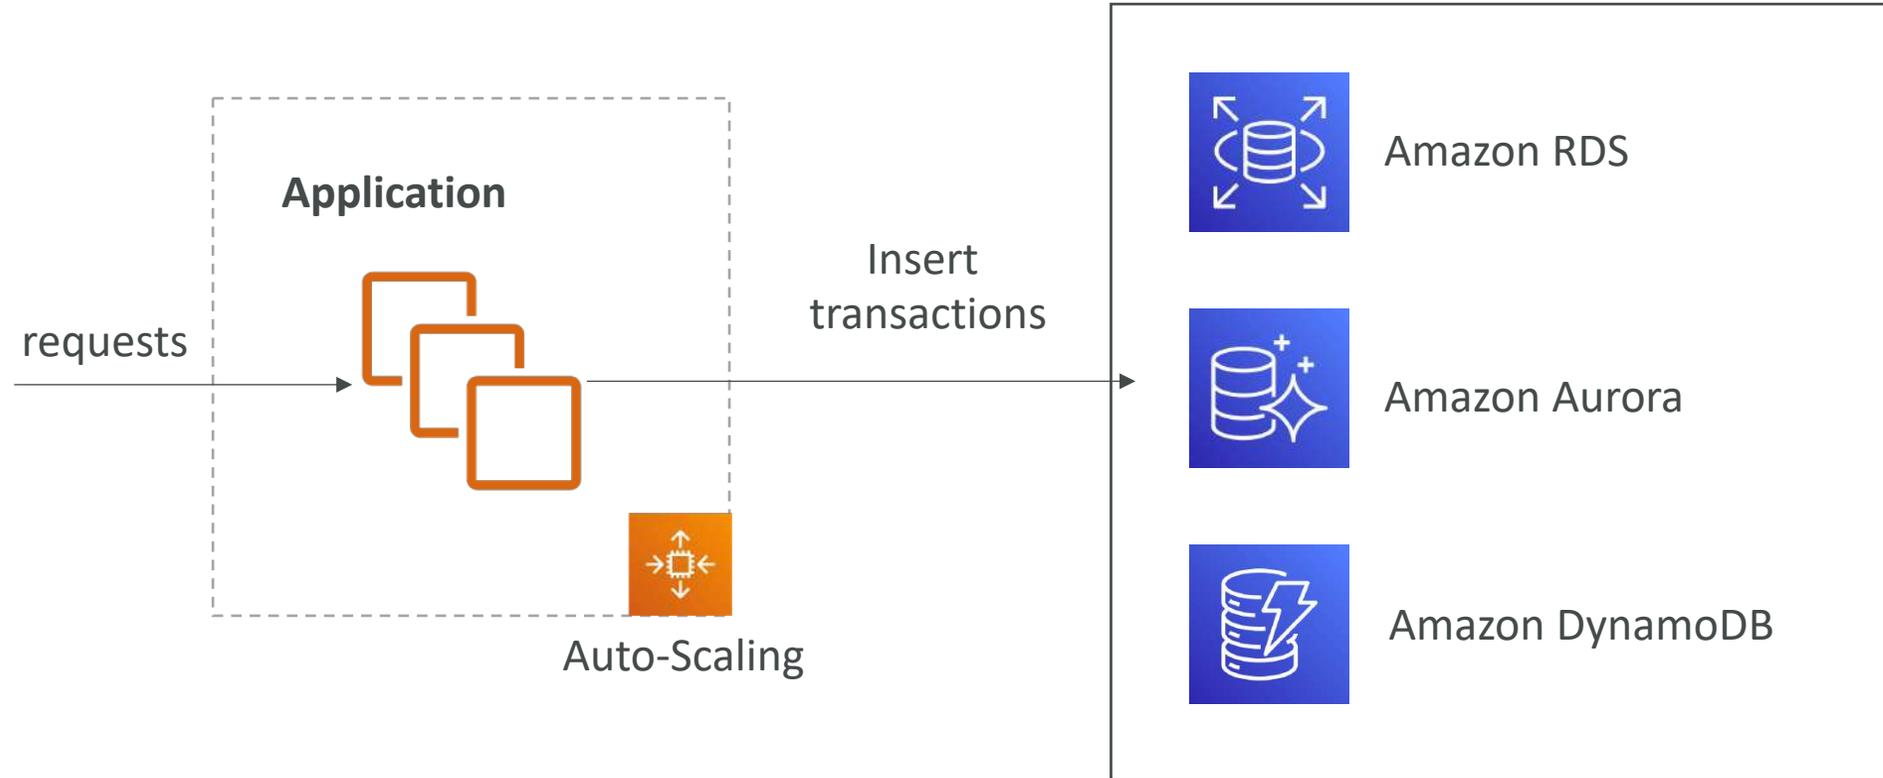 requests
Application
Auto-Scaling
Insert
transactions
Amazon RDS
Amazon Aurora
Amazon DynamoDB